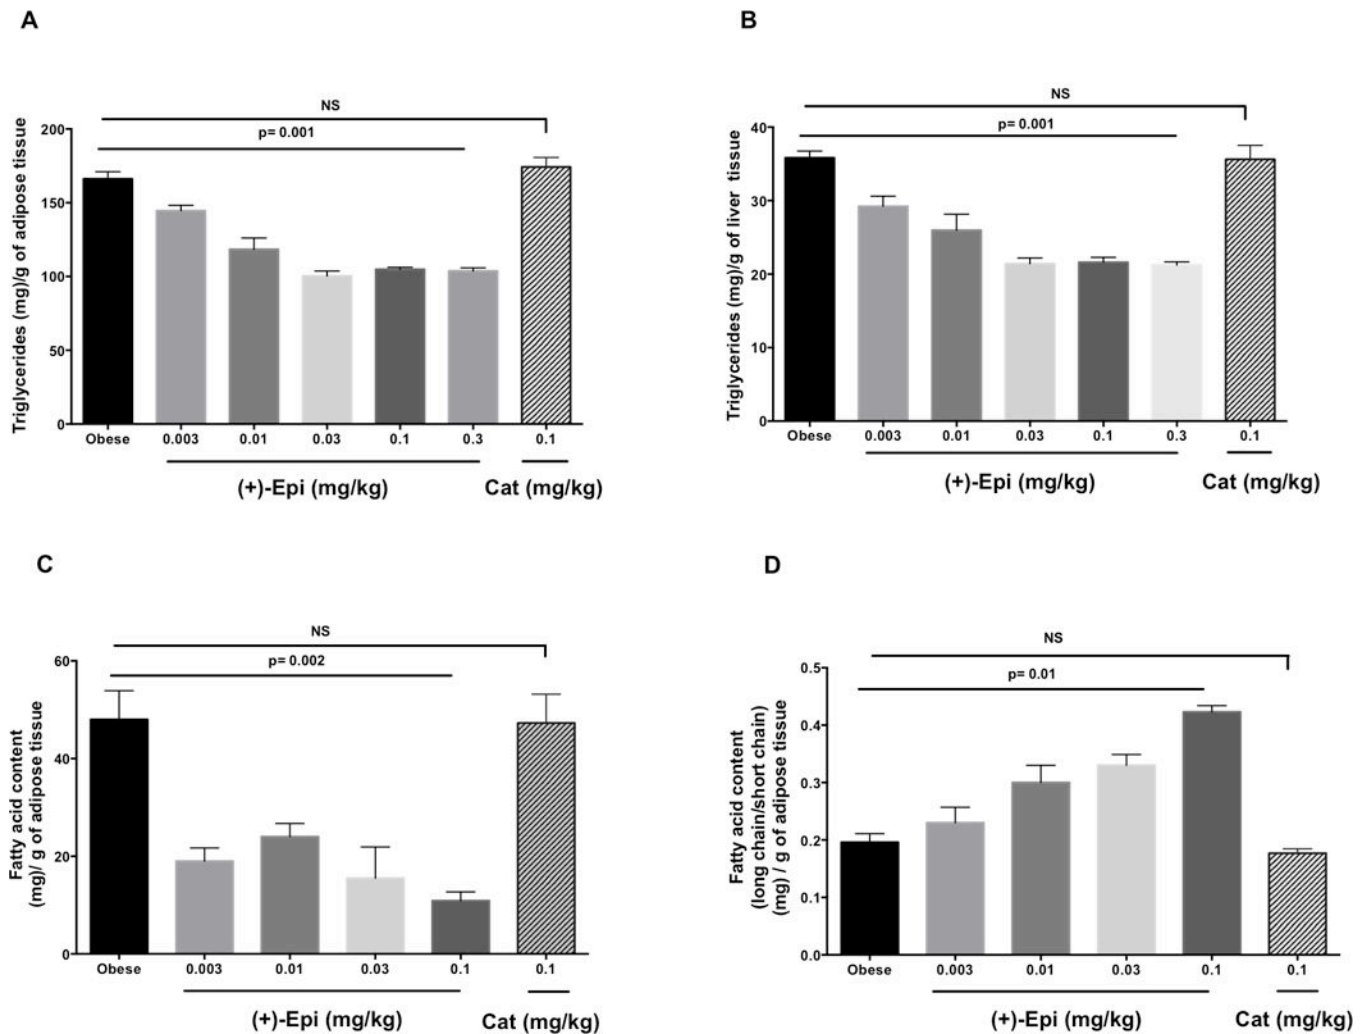 A
NS
p= 0.001
Triglycerides (mg)/g of adipose tissue
200
150
100
50
0
Obese 0.003 0.01 0.03 0.1 0.3 0.1
(+)-Epi (mg/kg) Cat (mg/kg)
B
NS
p= 0.001
Triglycerides (mg)/g of liver tissue
40
30
20
10
0
Obese 0.003 0.01 0.03 0.1 0.3 0.1
(+)-Epi (mg/kg) Cat (mg/kg)
C
NS
p= 0.002
Fatty acid content
(mg)/ g of adipose tissue
60
40
20
0
Obese 0.003 0.01 0.03 0.1 0.1
(+)-Epi (mg/kg) Cat (mg/kg)
D
NS
p= 0.01
Fatty acid content
(long chain/short chain)
(mg) / g of adipose tissue
0.5
0.4
0.3
0.2
0.1
0.0
Obese 0.003 0.01 0.03 0.1 0.1
(+)-Epi (mg/kg) Cat (mg/kg)